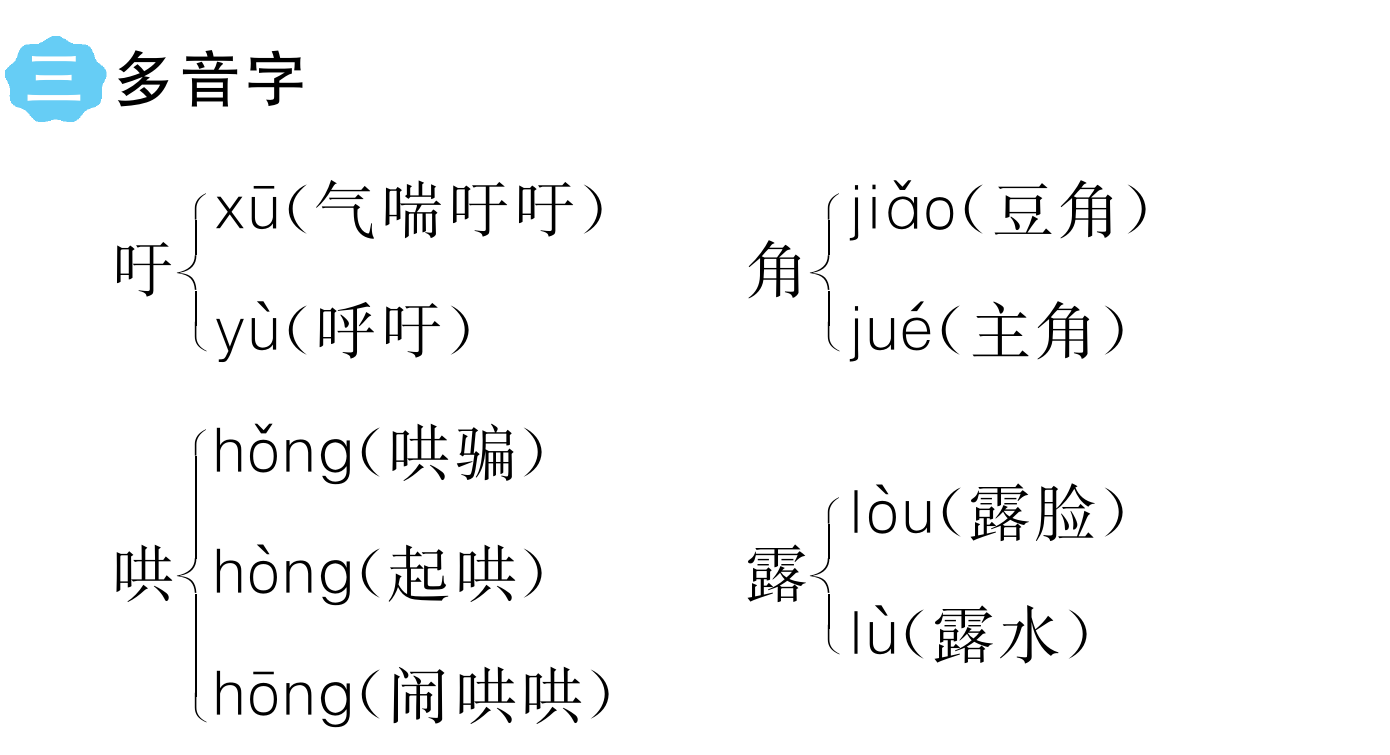 三 多音字
吁
xū(气喘吁吁)
yù(呼吁)
角
jiǎo(豆角)
jué(主角)
哄
hǒng(哄骗)
hòng(起哄)
hōng(闹哄哄)
露
lòu(露脸)
lù(露水)